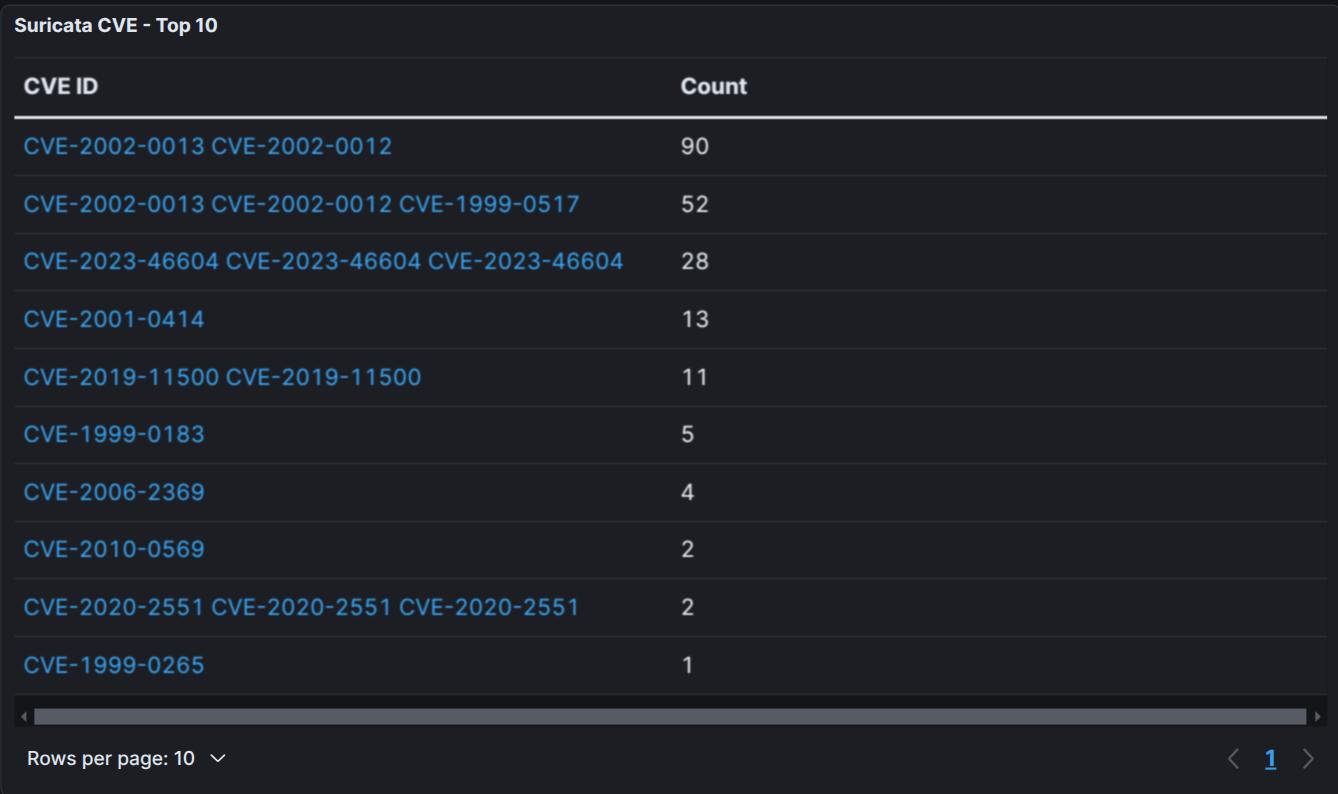 Suricata CVE - Top 10
CVE ID Count
CVE-2002-0013 CVE-2002-0012 90
CVE-2002-0013 CVE-2002-0012 CVE-1999-0517 52
CVE-2023-46604 CVE-2023-46604 CVE-2023-46604 28
CVE-2001-0414 13
CVE-2019-11500 CVE-2019-11500 11
CVE-1999-0183 5
CVE-2006-2369 4
CVE-2010-0569 2
CVE-2020-2551 CVE-2020-2551 CVE-2020-2551 2
CVE-1999-0265 1
Rows per page: 10 1